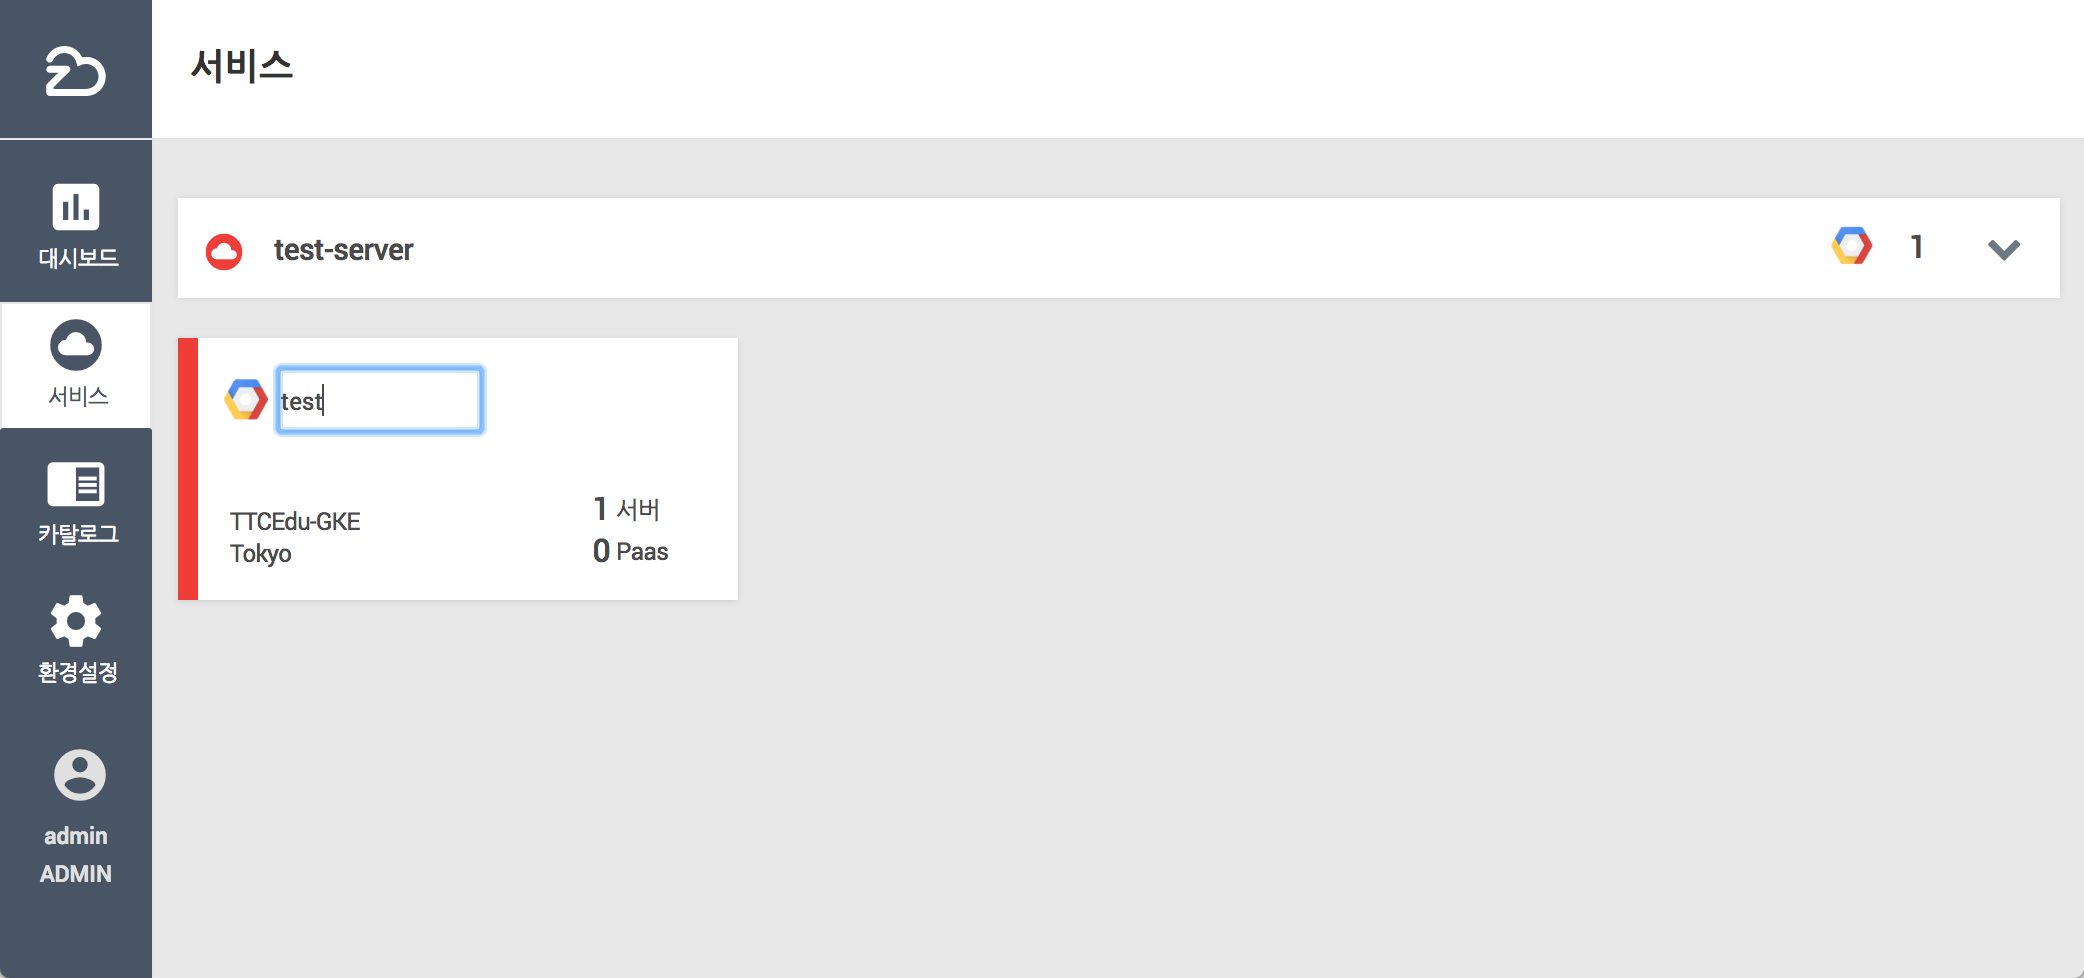 서비스
대시보드
서비스
카탈로그
환경설정
admin
ADMIN
test-server
1
test
TTCEdu-GKE
Tokyo
1 서버
0 Paas